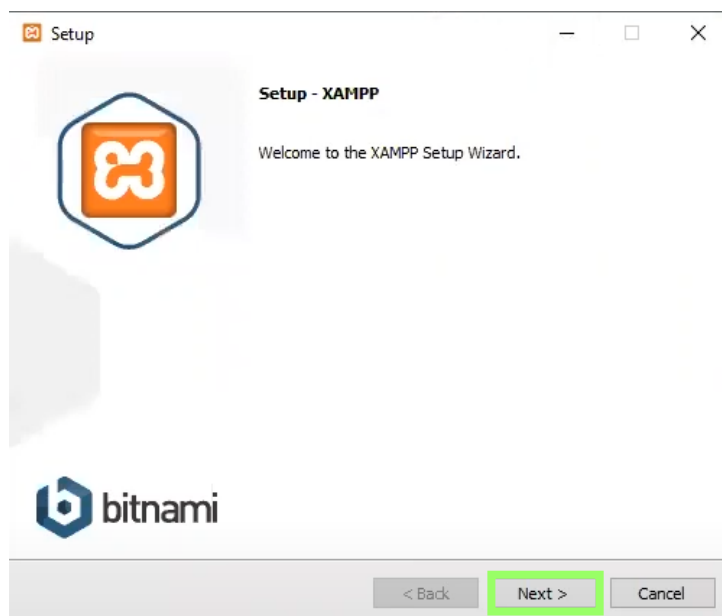 Setup
Setup - XAMPP
Welcome to the XAMPP Setup Wizard.
bitnami
< Back
Next >
Cancel